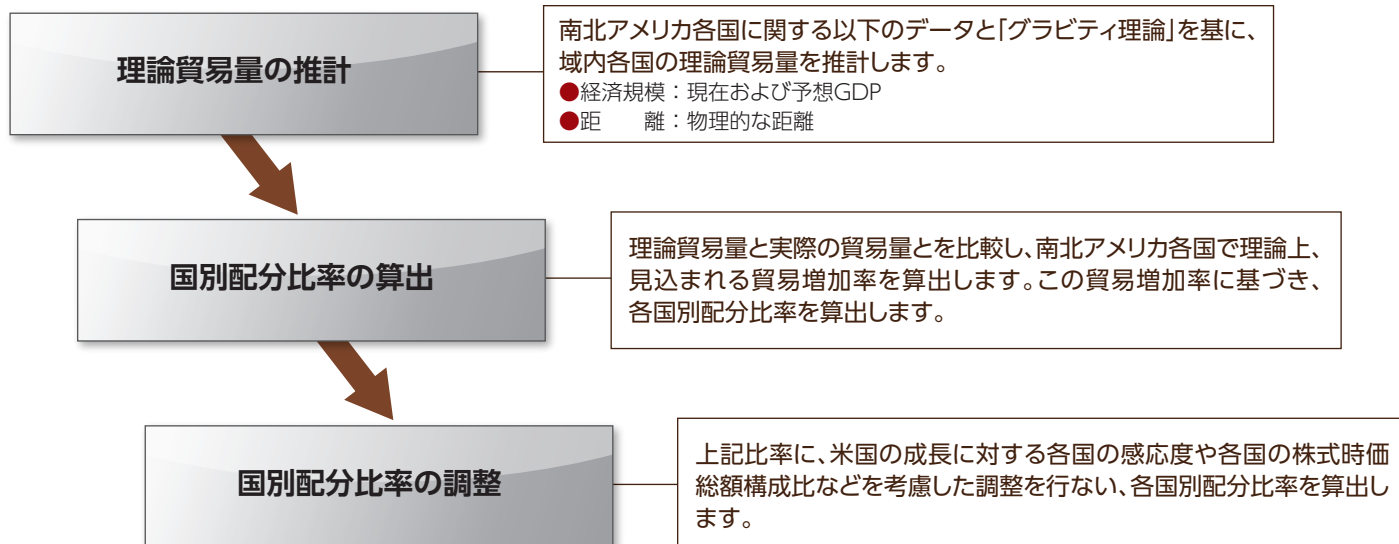 理論貿易量の推計
南北アメリカ各国に関する以下のデータと「グラビティ理論」を基に、
域内各国の理論貿易量を推計します。
●経済規模：現在および予想GDP
●距　　離：物理的な距離
国別配分比率の算出
理論貿易量と実際の貿易量とを比較し、南北アメリカ各国で理論上、
見込まれる貿易増加率を算出します。この貿易増加率に基づき、
各国別配分比率を算出します。
国別配分比率の調整
上記比率に、米国の成長に対する各国の感応度や各国の株式時価
総額構成比などを考慮した調整を行ない、各国別配分比率を算出し
ます。